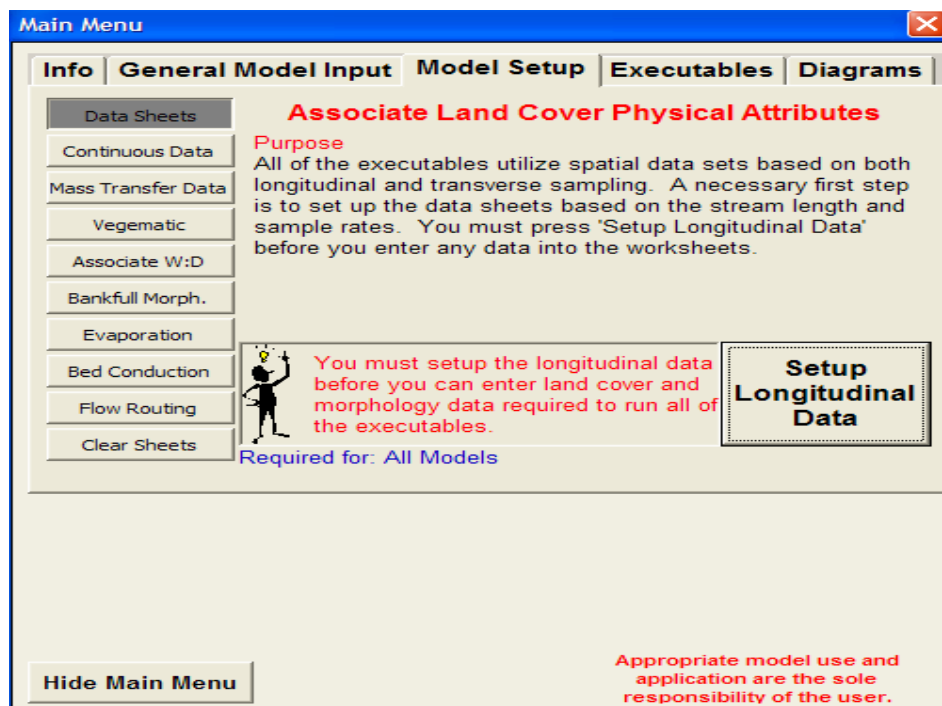 Main Menu
Info
General Model Input
Model Setup
Executables
Diagrams
Data Sheets
Continuous Data
Mass Transfer Data
Vegematic
Associate W:D
Bankfull Morph.
Evaporation
Bed Conduction
Flow Routing
Clear Sheets
Associate Land Cover Physical Attributes
Purpose
All of the executables utilize spatial data sets based on both
longitudinal and transverse sampling.  A necessary first step
is to set up the data sheets based on the stream length and
sample rates.  You must press 'Setup Longitudinal Data'
before you enter any data into the worksheets.
You must setup the longitudinal data
before you can enter land cover and
morphology data required to run all of
the executables.
Setup
Longitudinal
Data
Required for: All Models
Hide Main Menu
Appropriate model use and
application are the sole
responsibility of the user.